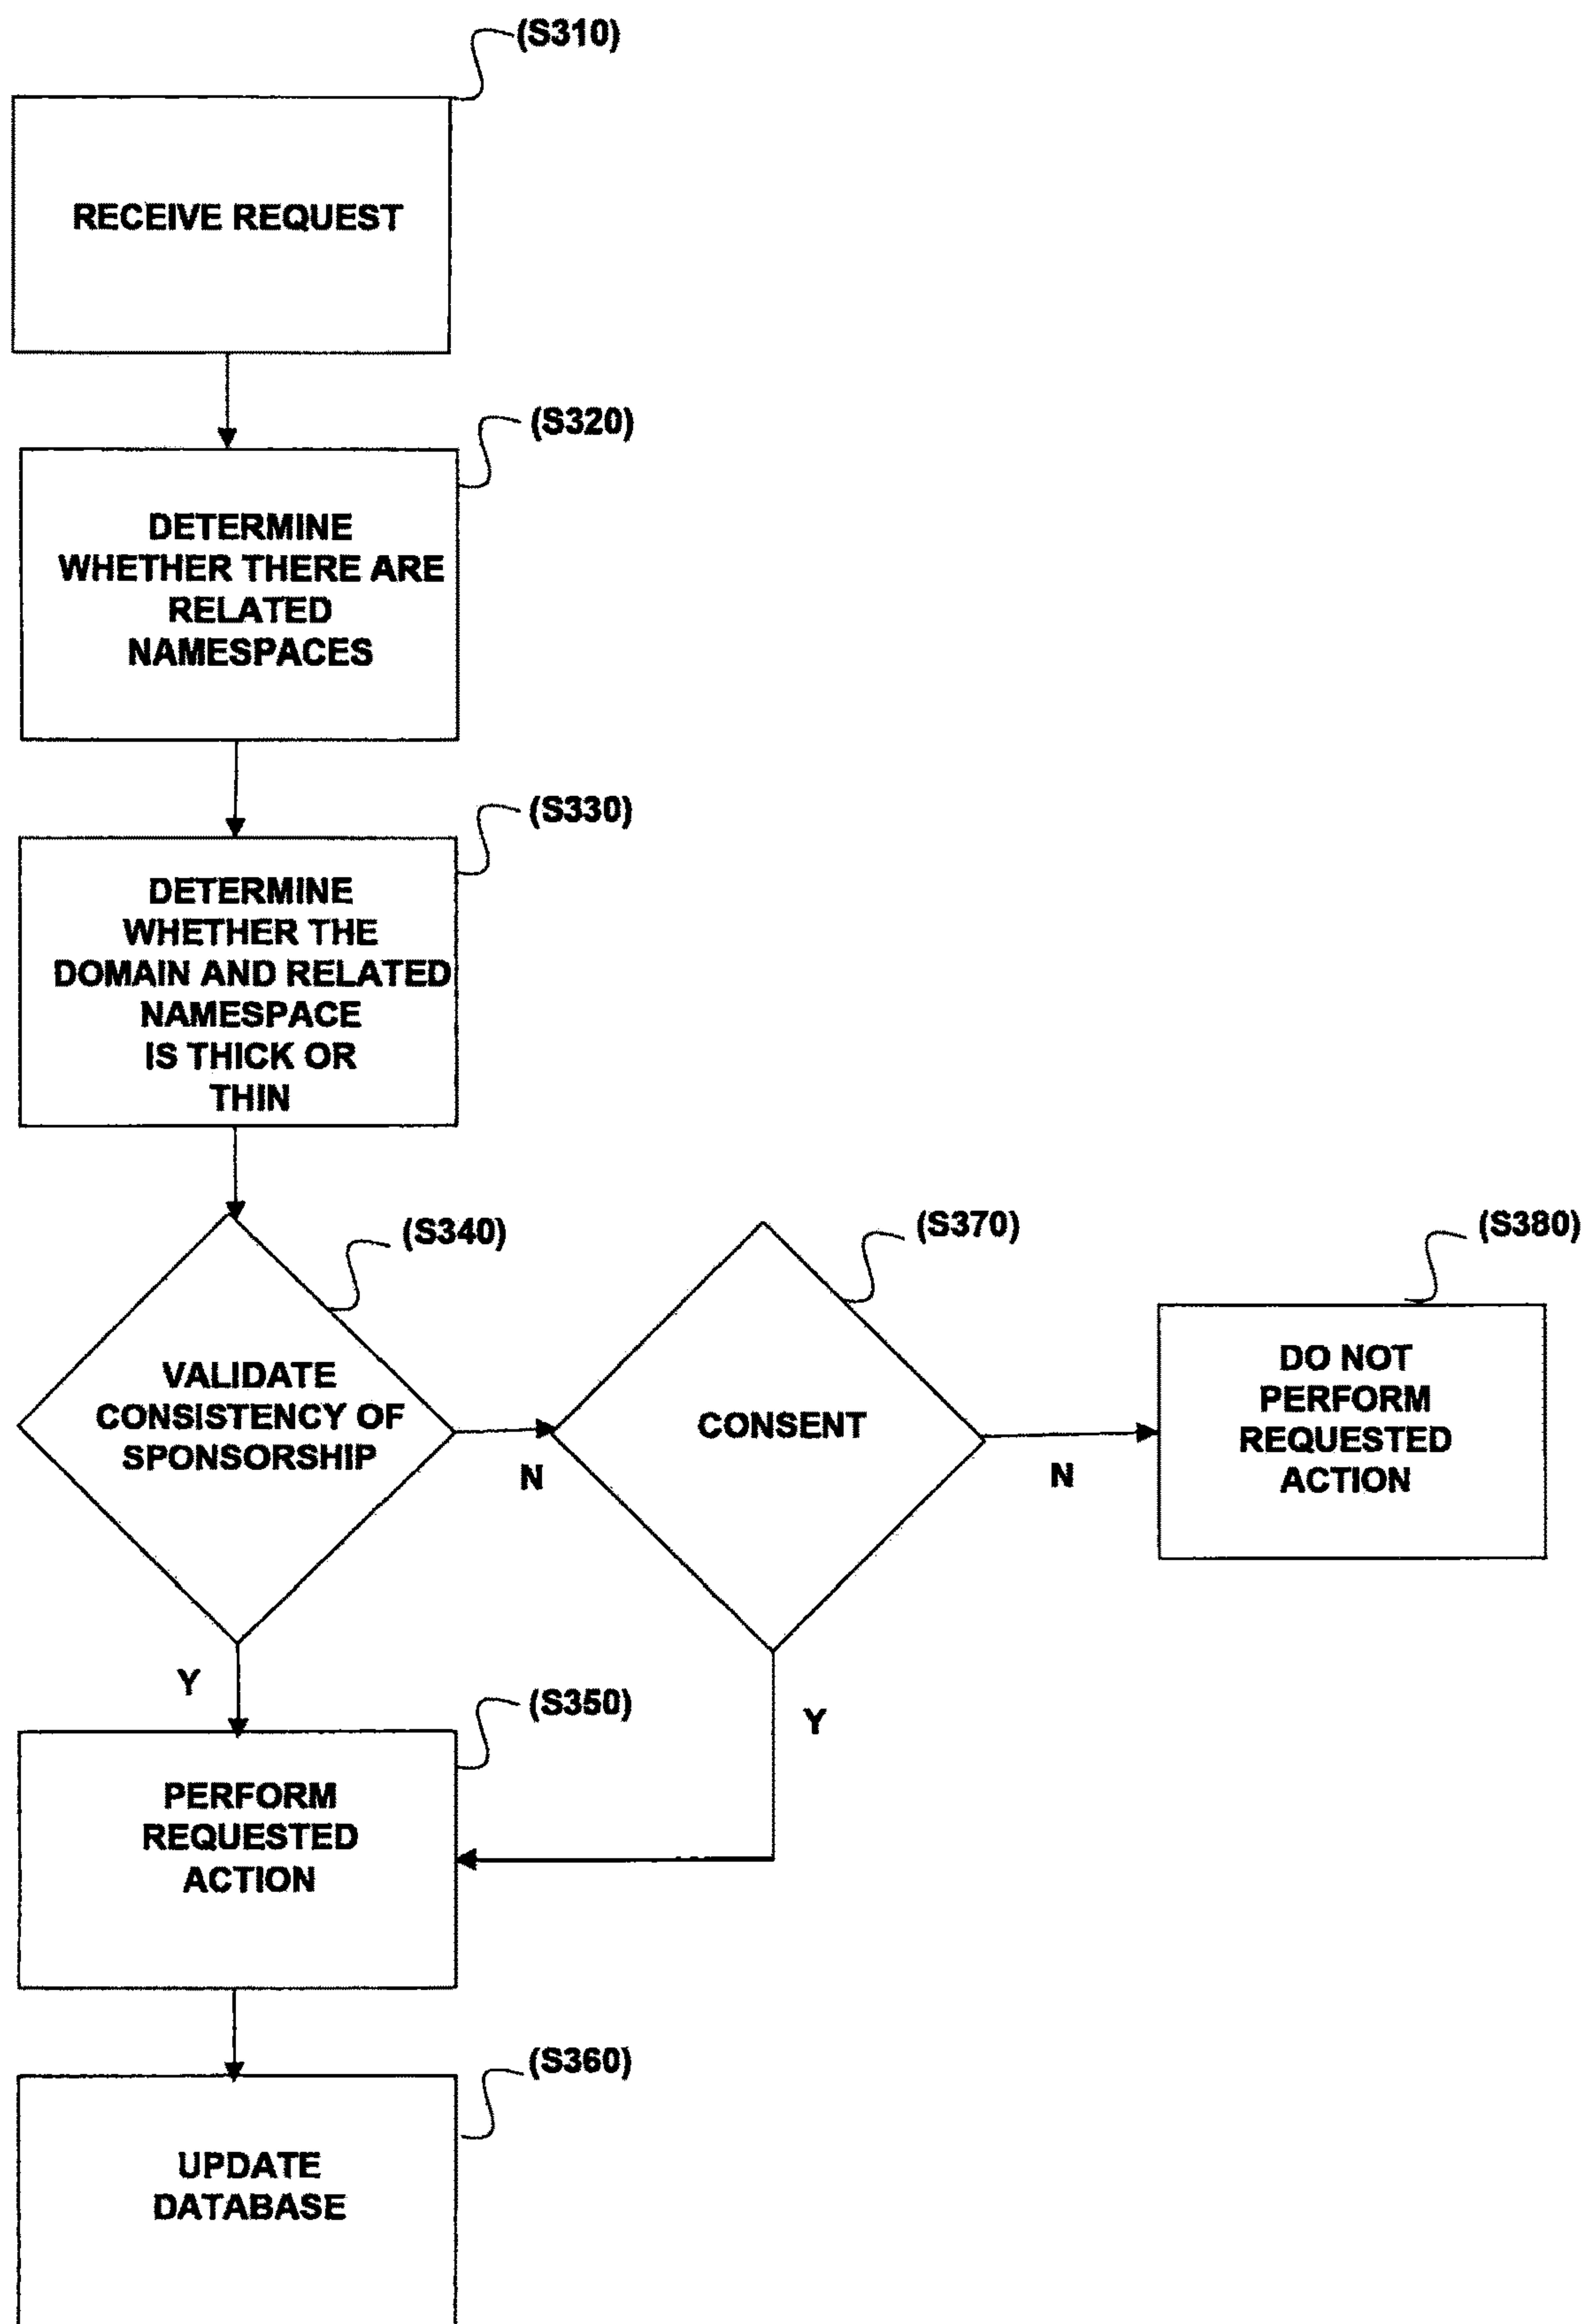 (S310)
RECEIVE REQUEST
(S320)
DETERMINE
WHETHER THERE ARE
RELATED
NAMESPACES
(S330)
DETERMINE
WHETHER THE
DOMAIN AND RELATED
NAMESPACE
IS THICK OR
THIN
(S340)
VALIDATE
CONSISTENCY OF
SPONSORSHIP
N
Y
(S370)
CONSENT
N
Y
(S380)
DO NOT
PERFORM
REQUESTED
ACTION
(S350)
PERFORM
REQUESTED
ACTION
(S360)
UPDATE
DATABASE